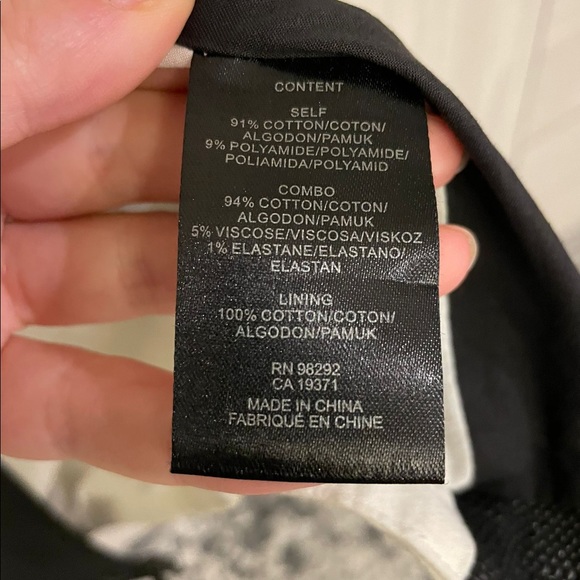 CONTENT
SELF
91% COTTON/COTON/
ALGODON/PAMUK
9% POLYAMIDE/POLYAMIDE/
POLIAMIDA/POLYAMID
COMBO
94% COTTON/COTON/
ALGODON/PAMUK
5% VISCOSE/VISCOSA/VISKOZ
1% ELASTANE/ELASTANO/
ELASTAN
LINING
100% COTTON/COTON/
ALGODON/PAMUK
RN 98292
CA 19371
MADE IN CHINA
FABRIQUÉ EN CHINE